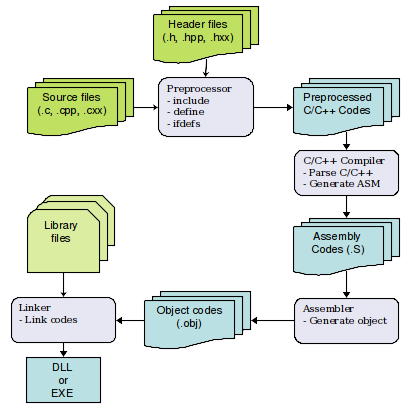 Header files
(.h, .hpp, .hxx)
Source files
(.c, .cpp, .cxx)
Preprocessor
- include
- define
- ifdefs
Preprocessed
C/C++ Codes
C/C++ Compiler
- Parse C/C++
- Generate ASM
Library
files
Assembly
Codes (.S)
Linker
- Link codes
Object codes
(.obj)
Assembler
- Generate object
DLL
or
EXE